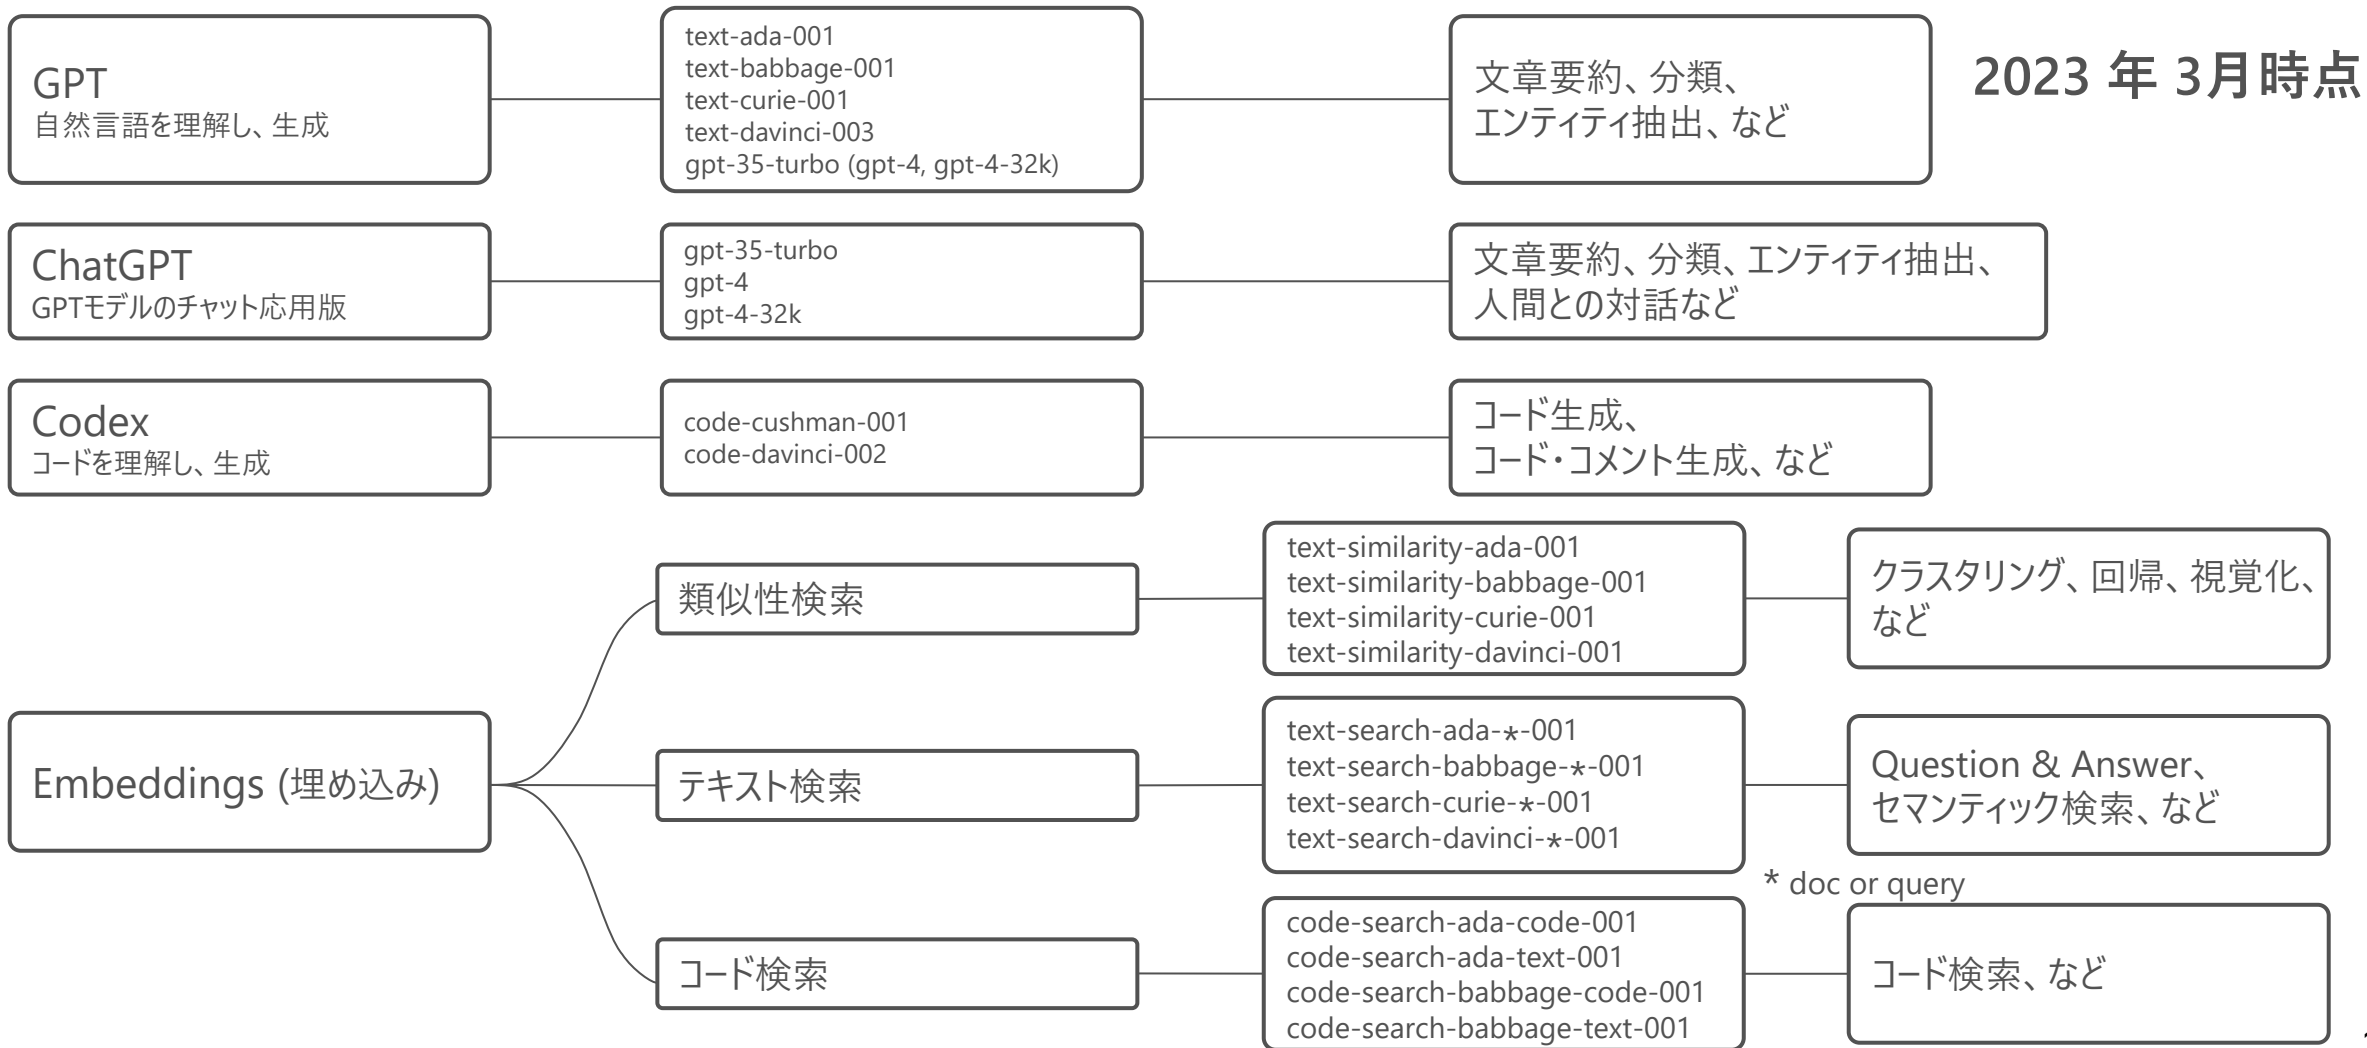 2023 年 3月時点
GPT
自然言語を理解し、生成
text-ada-001
text-babbage-001
text-curie-001
text-davinci-003
gpt-35-turbo (gpt-4, gpt-4-32k)
文章要約、分類、
エンティティ抽出、など
ChatGPT
GPTモデルのチャット応用版
gpt-35-turbo
gpt-4
gpt-4-32k
文章要約、分類、エンティティ抽出、
人間との対話など
Codex
コードを理解し、生成
code-cushman-001
code-davinci-002
コード生成、
コード・コメント生成、など
Embeddings (埋め込み)
類似性検索
text-similarity-ada-001
text-similarity-babbage-001
text-similarity-curie-001
text-similarity-davinci-001
クラスタリング、回帰、視覚化、
など
テキスト検索
text-search-ada-*-001
text-search-babbage-*-001
text-search-curie-*-001
text-search-davinci-*-001
Question & Answer、
セマンティック検索、など
* doc or query
コード検索
code-search-ada-code-001
code-search-ada-text-001
code-search-babbage-code-001
code-search-babbage-text-001
コード検索、など